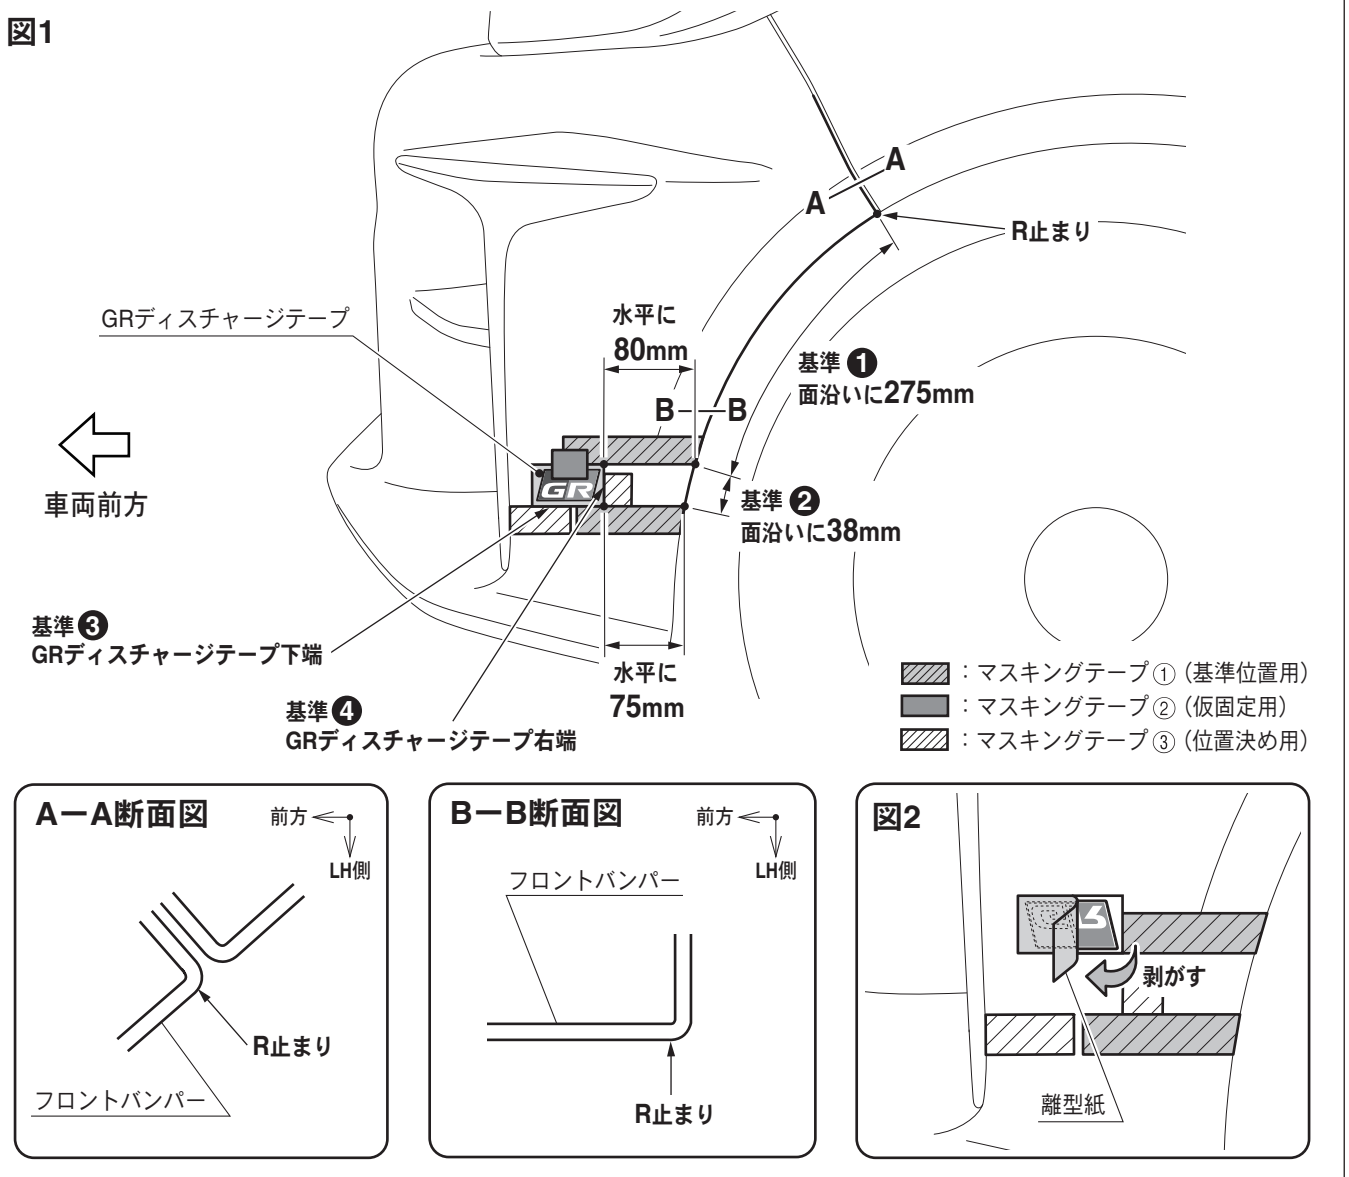 図1
A
A
R止まり
GRディスチャージテープ
水平に
80mm
基準 ❶
面沿いに275mm
B
B
車両前方
GR
基準 ❷
面沿いに38mm
基準 ❸
GRディスチャージテープ下端
水平に
75mm
基準 ❹
GRディスチャージテープ右端
：マスキングテープ①（基準位置用）
：マスキングテープ②（仮固定用）
：マスキングテープ③（位置決め用）
AーA断面図
前方
LH側
R止まり
フロントバンパー
BーB断面図
前方
LH側
フロントバンパー
R止まり
図2
剥がす
離型紙